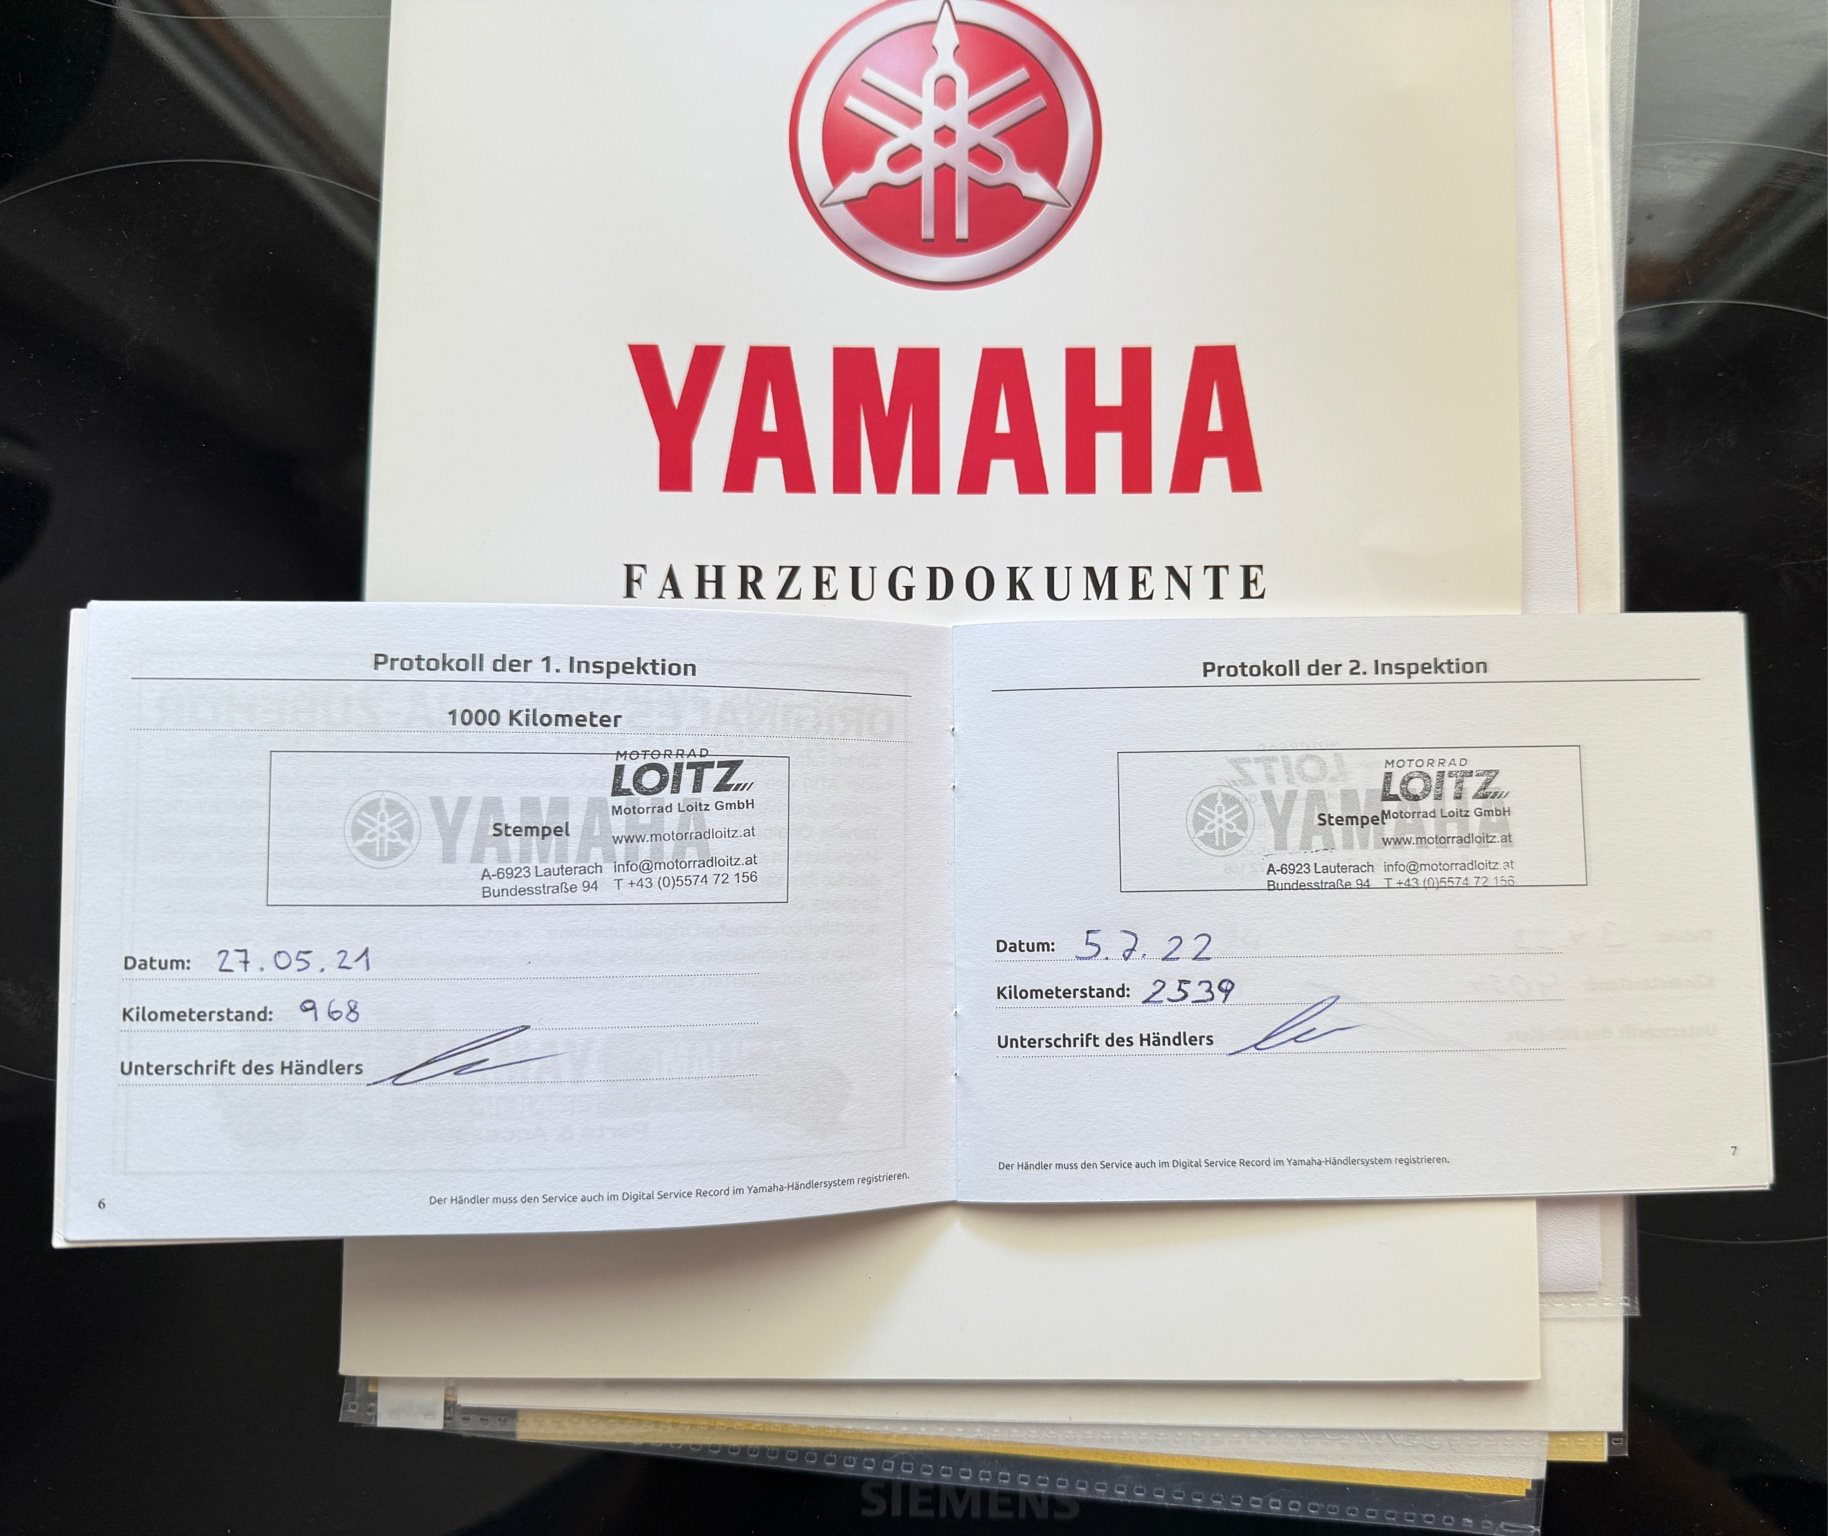 YAMAHA
FAHRZEUGDOKUMENTE
Protokoll der 1. Inspektion
1000 Kilometer
MOTORRAD
LOITZ
Motorrad Loitz GmbH
YAMAHA
Stempel
www.motorradloitz.at
A-6923 Lauterach info@motorradloitz.at
Bundesstraße 94 T +43 (0)5574 72 156
Datum: 27.05.21
Kilometerstand: 968
Unterschrift des Händlers
Der Händler muss den Service auch im Digital Service Record im Yamaha-Händlersystem registrieren.
6
Protokoll der 2. Inspektion
MOTORRAD
LOITZ
Motorrad Loitz GmbH
YAMAHA
Stempel
www.motorradloitz.at
A-6923 Lauterach info@motorradloitz.at
Bundesstraße 94 T +43 (0)5574 72 156
Datum: 5.7.22
Kilometerstand: 2539
Unterschrift des Händlers
Der Händler muss den Service auch im Digital Service Record im Yamaha-Händlersystem registrieren.
7
SIEMENS